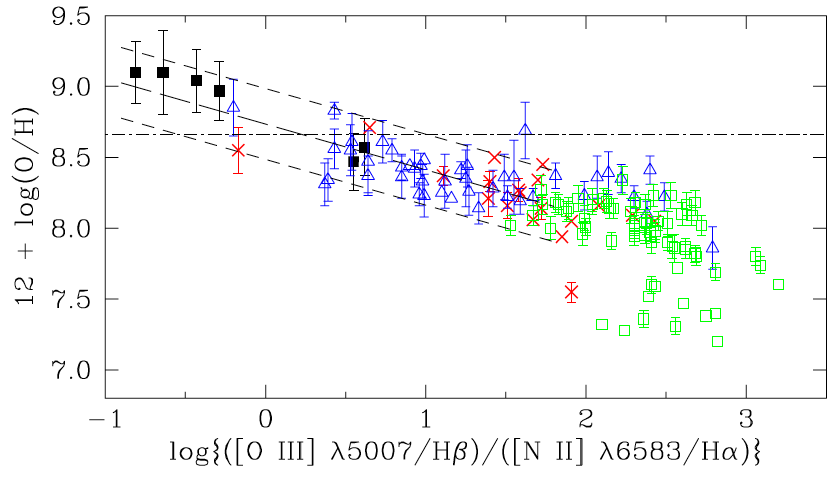 9.5
9.0
8.5
8.0
7.5
7.0
12 + log(O/H)
−1 0 1 2 3
log{([O III] λ5007/Hβ)/([N II] λ6583/Hα)}